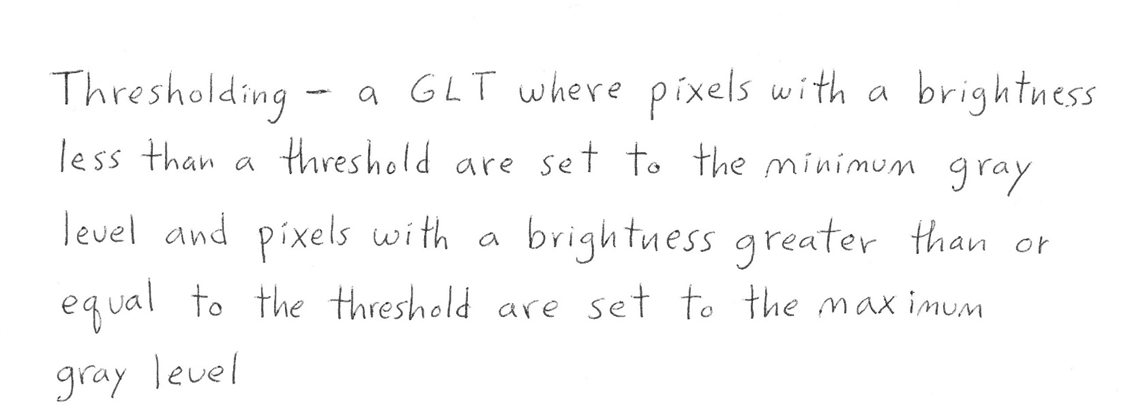 Thresholding - a GLT where pixels with a brightness
less than a threshold are set to the minimum gray
level and pixels with a brightness greater than or
equal to the threshold are set to the maximum
gray level